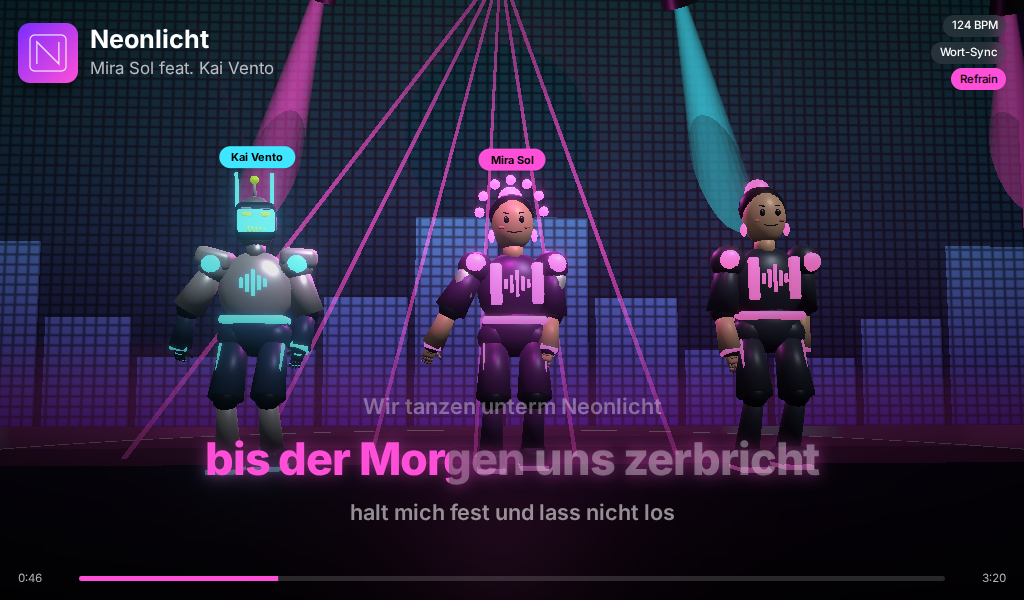 N
Neonlicht
Mira Sol feat. Kai Vento
124 BPM
Wort-Sync
Refrain
Kai Vento
Mira Sol
Wir tanzen unterm Neonlicht
bis der Morgen uns zerbricht
halt mich fest und lass nicht los
0:46
3:20